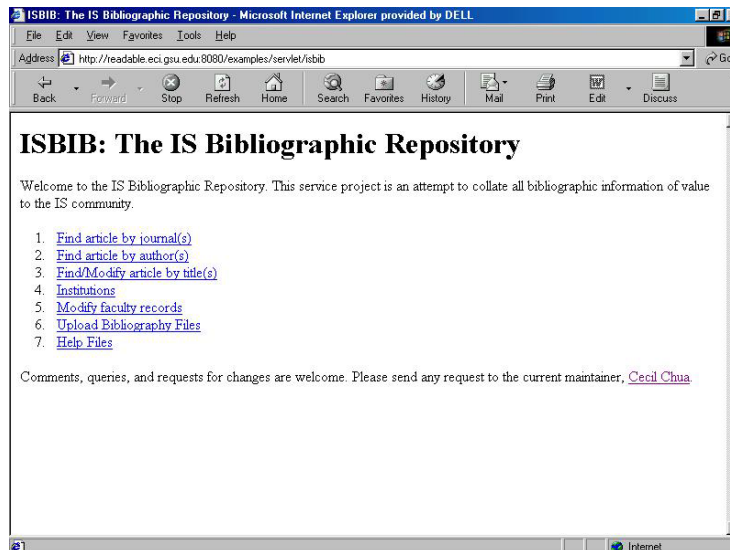 ISBIB: The IS Bibliographic Repository - Microsoft Internet Explorer provided by DELL
File Edit View Favorites Tools Help
Address http://readable.eci.gsu.edu:8080/examples/servlet/isbib Go
Back Forward Stop Refresh Home Search Favorites History Mail Print Edit Discuss
ISBIB: The IS Bibliographic Repository
Welcome to the IS Bibliographic Repository. This service project is an attempt to collate all bibliographic information of value
to the IS community.
1. Find article by journal(s)
2. Find article by author(s)
3. Find/Modify article by title(s)
4. Institutions
5. Modify faculty records
6. Upload Bibliography Files
7. Help Files
Comments, queries, and requests for changes are welcome. Please send any request to the current maintainer, Cecil Chua.
Internet